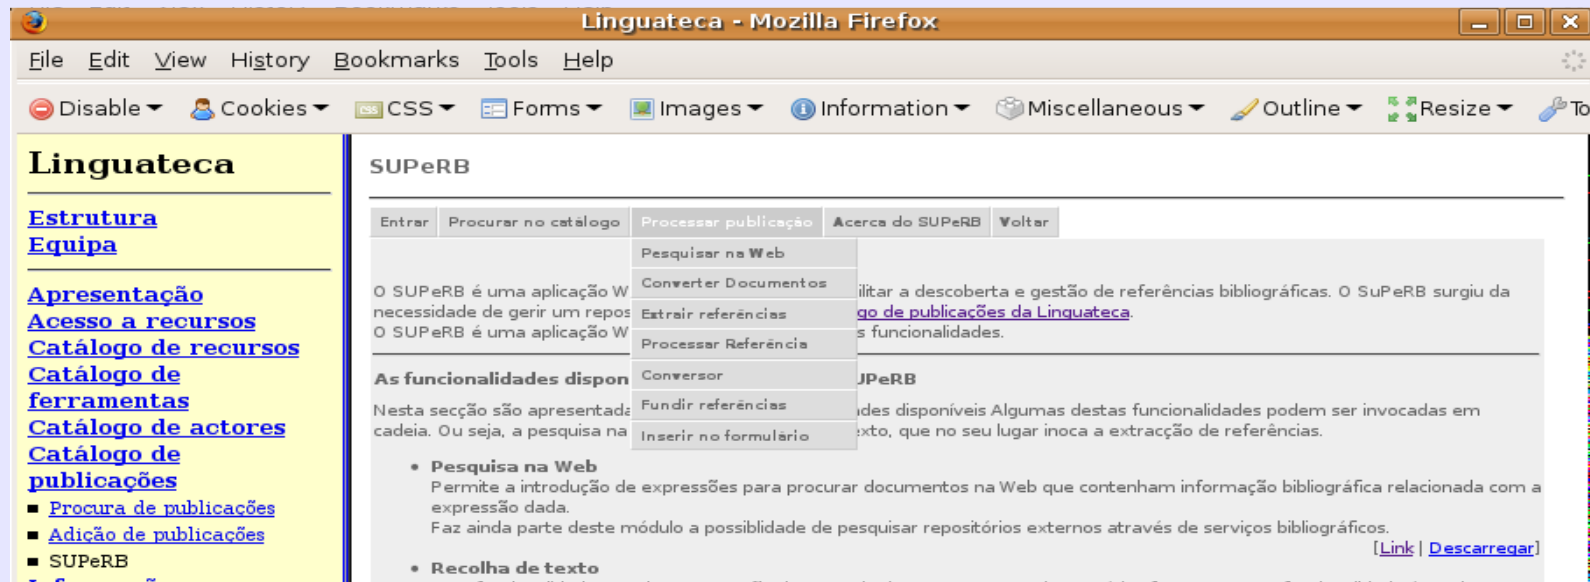 Linguateca - Mozilla Firefox
File Edit View History Bookmarks Tools Help
Disable Cookies CSS Forms Images Information Miscellaneous Outline Resize To
Linguateca
Estrutura
Equipa
Apresentação
Acesso a recursos
Catálogo de recursos
Catálogo de
ferramentas
Catálogo de actores
Catálogo de
publicações
Procura de publicações
Adição de publicações
SUPeRB
SUPeRB
Entrar Procurar no catálogo Processar publicação Acerca do SUPeRB Voltar
Pesquisar na Web
Converter Documentos
Extrair referências
Processar Referência
Conversor
Fundir referências
Inserir no formulário
O SUPeRB é uma aplicação W ilitar a descoberta e gestão de referências bibliográficas. O SuPeRB surgiu da
necessidade de gerir um repos go de publicações da Linguateca.
O SUPeRB é uma aplicação W s funcionalidades.
As funcionalidades dispon UPeRB
Nesta secção são apresentada des disponíveis Algumas destas funcionalidades podem ser invocadas em
cadeia. Ou seja, a pesquisa na exto, que no seu lugar inoca a extracção de referências.
• Pesquisa na Web
Permite a introdução de expressões para procurar documentos na Web que contenham informação bibliográfica relacionada com a
expressão dada.
Faz ainda parte deste módulo a possiblidade de pesquisar repositórios externos através de serviços bibliográficos.
[Link | Descarregar]
• Recolha de texto